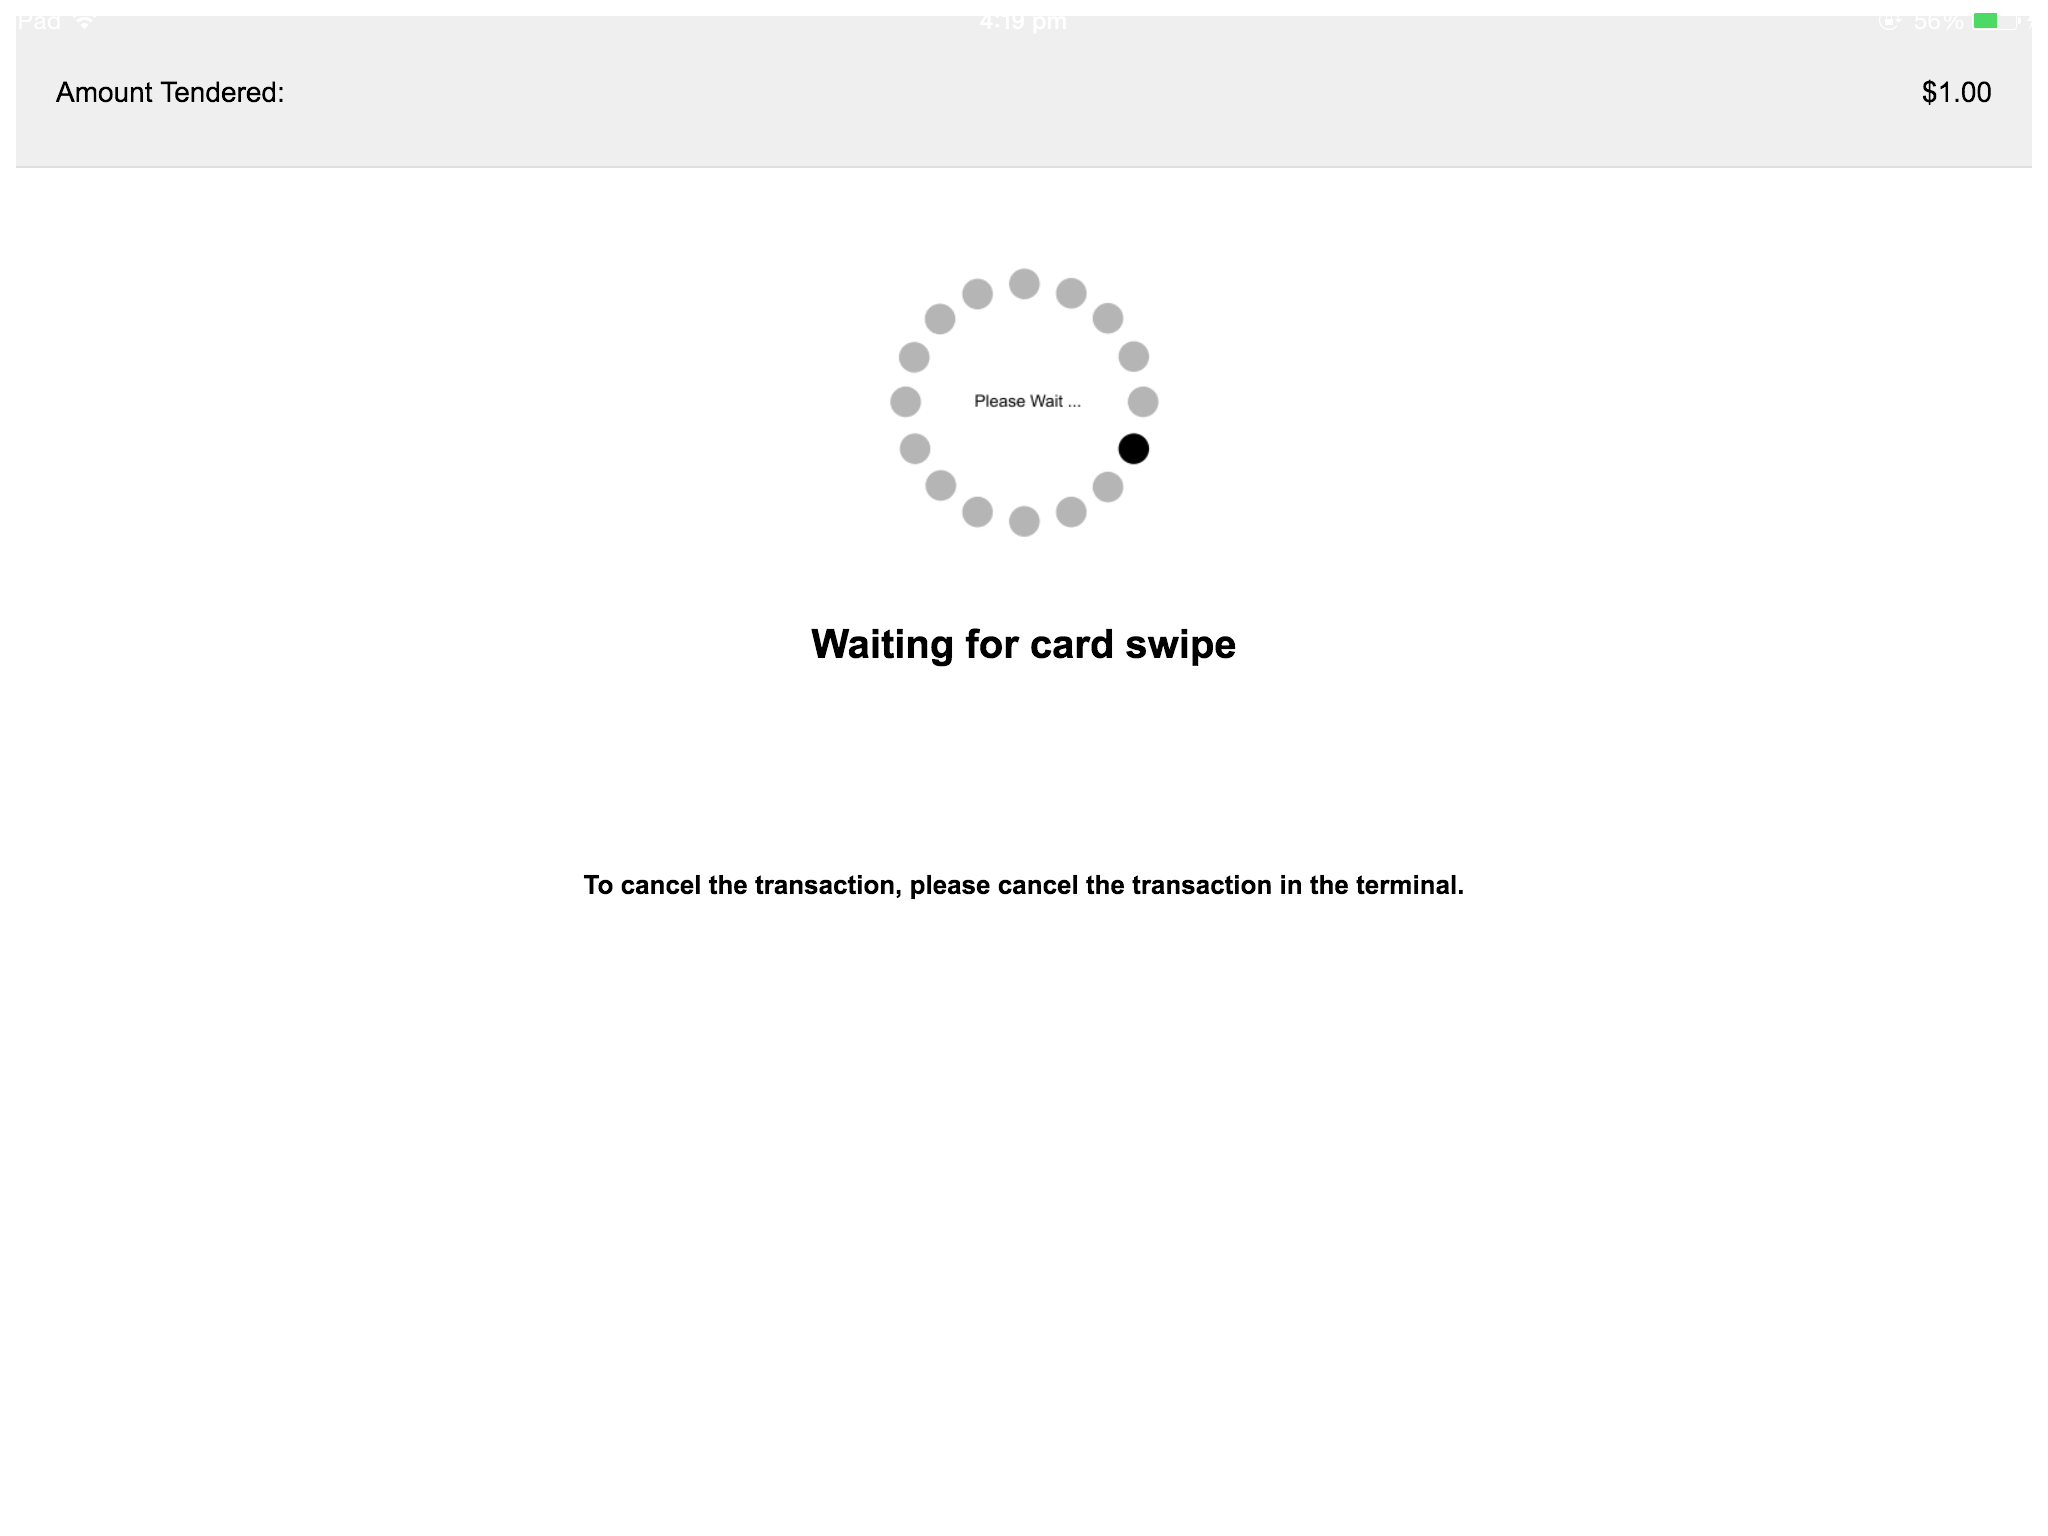 Pad 4:19 pm 56%
Amount Tendered: $1.00
Please Wait ...
Waiting for card swipe
To cancel the transaction, please cancel the transaction in the terminal.